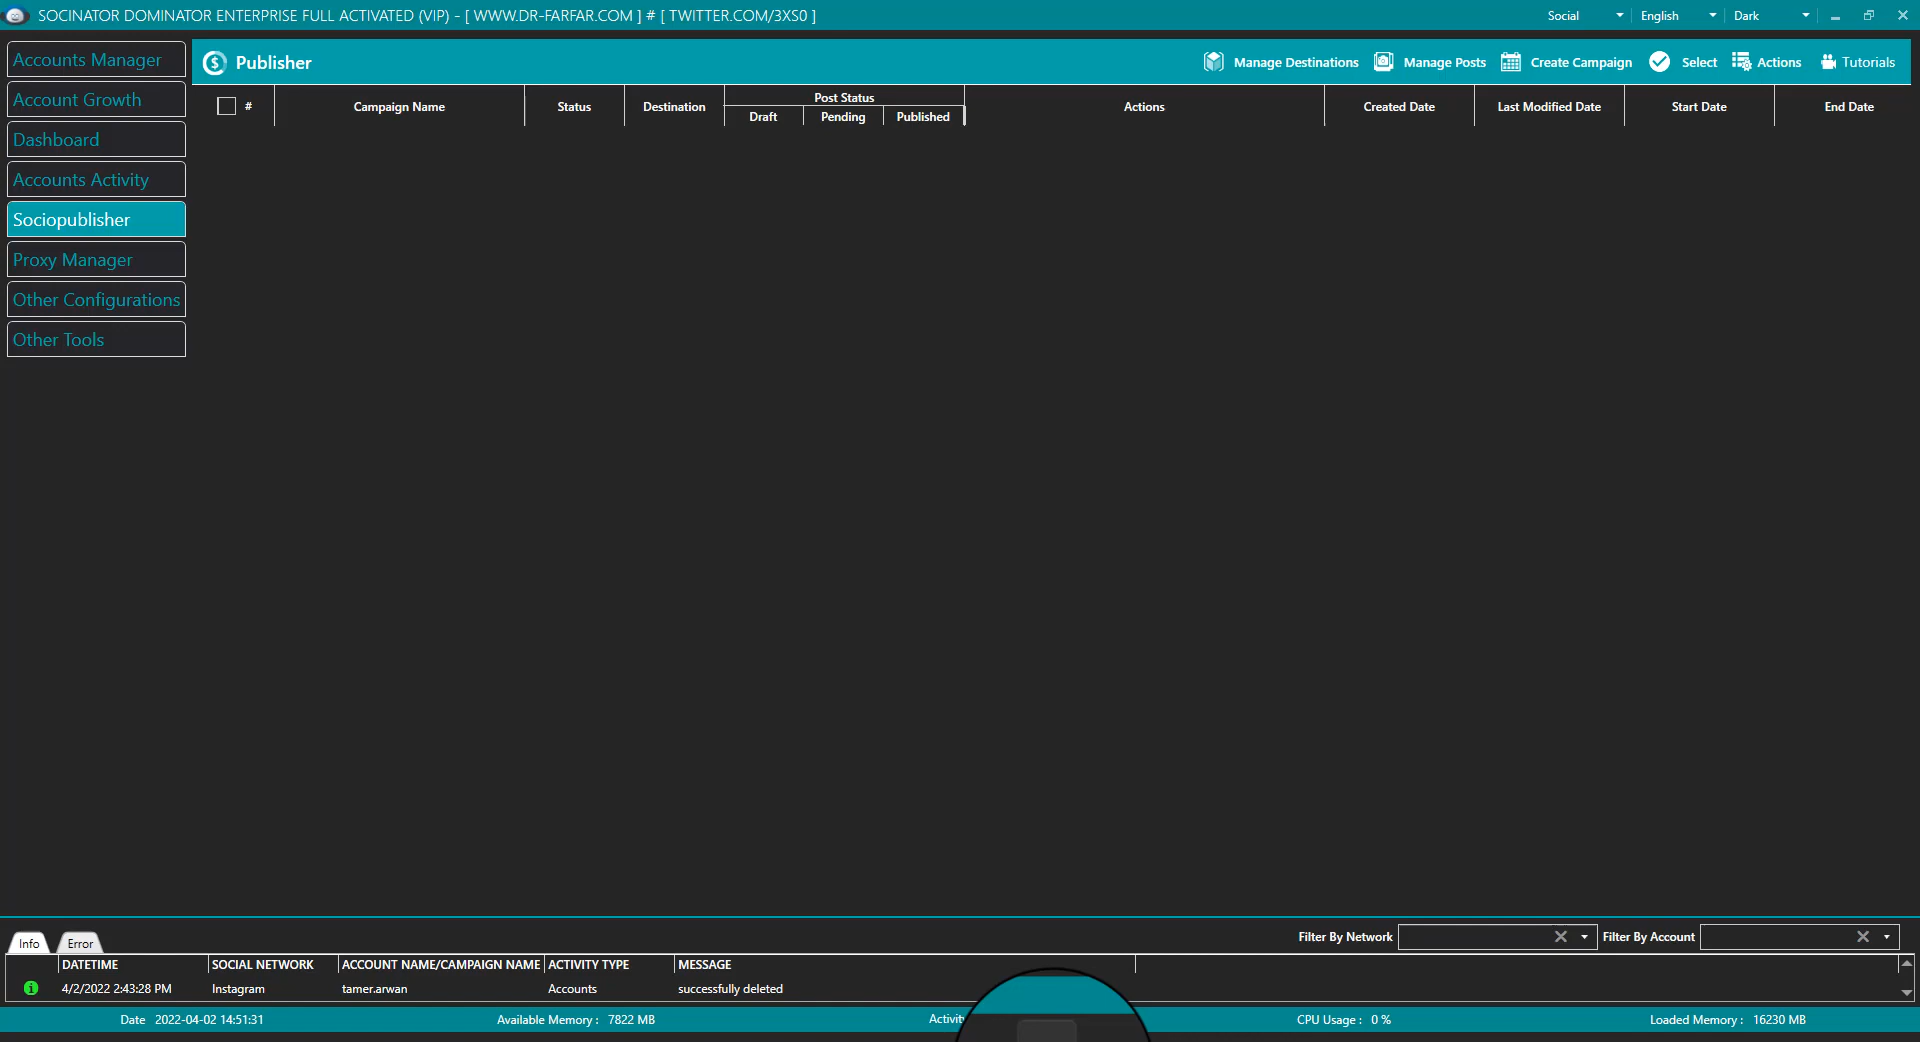 SOCINATOR DOMINATOR ENTERPRISE FULL ACTIVATED (VIP) - [ WWW.DR-FARFAR.COM ] # [ TWITTER.COM/3XS0 ]
Social
English
Dark
Accounts Manager
Account Growth
Dashboard
Accounts Activity
Sociopublisher
Proxy Manager
Other Configurations
Other Tools
Publisher
Manage Destinations
Manage Posts
Create Campaign
Select
Actions
Tutorials
#
Campaign Name
Status
Destination
Post Status
Draft
Pending
Published
Actions
Created Date
Last Modified Date
Start Date
End Date
Info
Error
Filter By Network
Filter By Account
DATETIME SOCIAL NETWORK ACCOUNT NAME/CAMPAIGN NAME ACTIVITY TYPE MESSAGE
4/2/2022 2:43:28 PM Instagram tamer.arwan Accounts successfully deleted
Date 2022-04-02 14:51:31
Available Memory : 7822 MB
CPU Usage : 0 %
Loaded Memory : 16230 MB